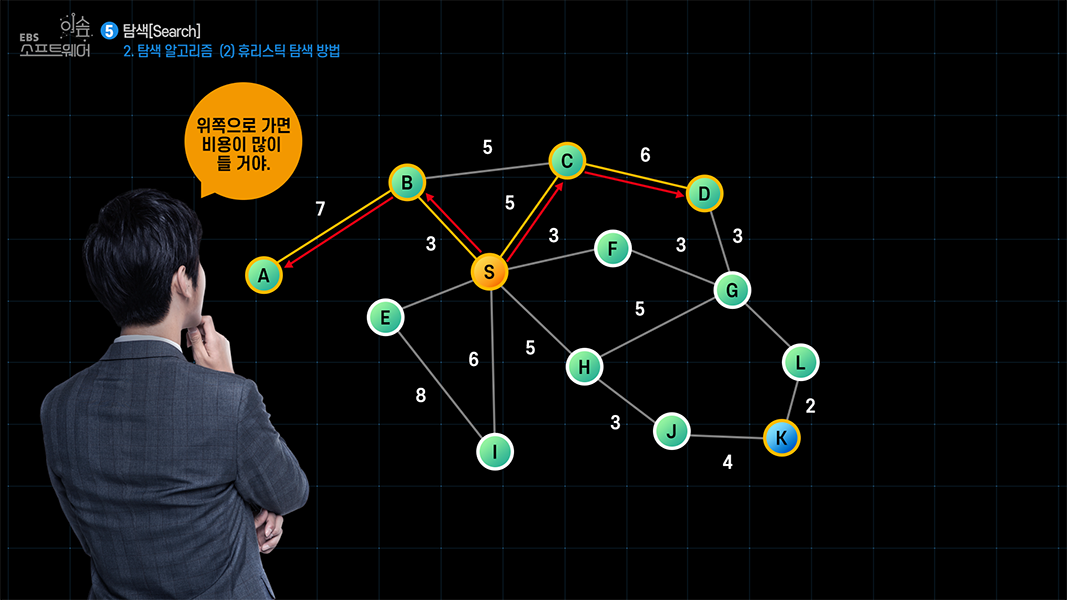 EBS 이솦
소프트웨어
5 탐색[Search]
2. 탐색 알고리즘 (2) 휴리스틱 탐색 방법
위쪽으로 가면
비용이 많이
들 거야.
5
6
C
B
D
7
5
3
3
3
3
F
A
S
G
E
5
6
5
H
L
8
2
3
J
K
I
4